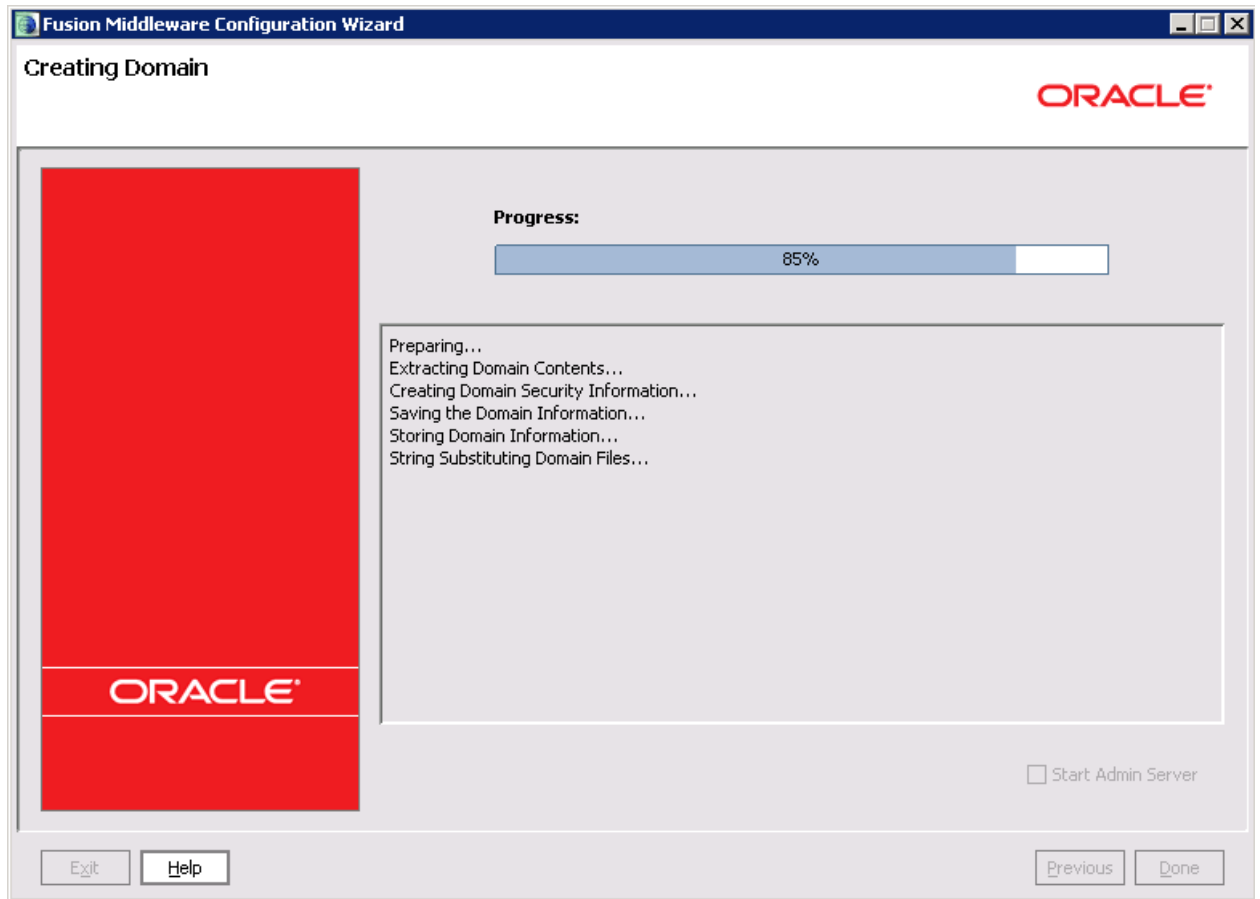 Fusion Middleware Configuration Wizard
Creating Domain
ORACLE
Progress:
85%
Preparing...
Extracting Domain Contents...
Creating Domain Security Information...
Saving the Domain Information...
Storing Domain Information...
String Substituting Domain Files...
ORACLE
Start Admin Server
Exit Help Previous Done